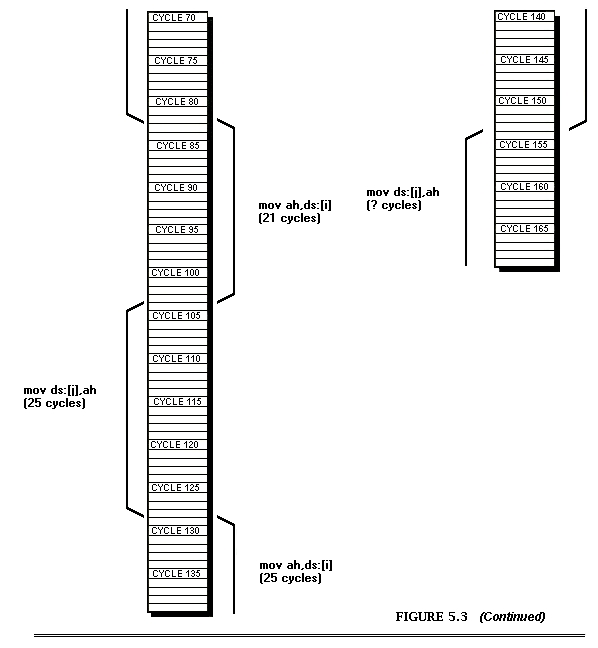 CYCLE 70
CYCLE 75
CYCLE 80
CYCLE 85
CYCLE 90
CYCLE 95
CYCLE 100
CYCLE 105
CYCLE 110
CYCLE 115
CYCLE 120
CYCLE 125
CYCLE 130
CYCLE 135
mov ah,ds:[i]
(21 cycles)
mov ds:[j],ah
(25 cycles)
mov ah,ds:[i]
(25 cycles)
CYCLE 140
CYCLE 145
CYCLE 150
CYCLE 155
CYCLE 160
CYCLE 165
mov ds:[j],ah
(? cycles)
FIGURE 5.3 (Continued)